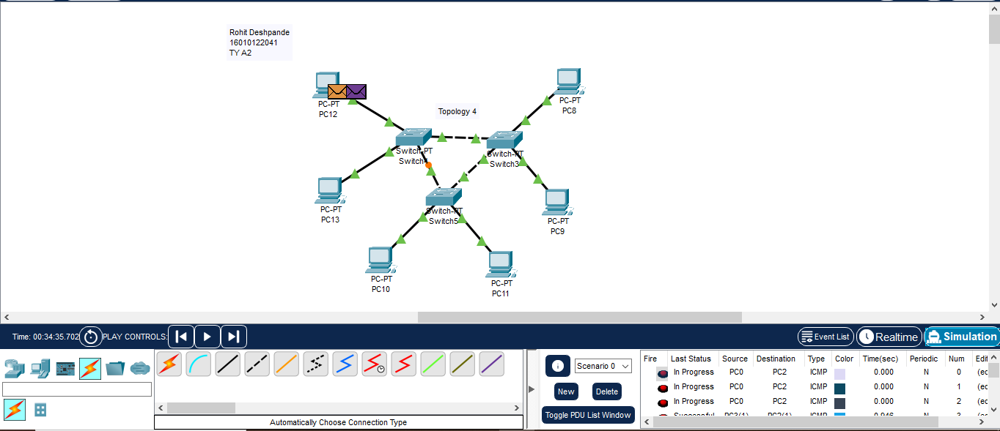 Rohit Deshpande
16010122041
TY A2
PC-PT
PC12
PC-PT
PC8
Topology 4
Switch-PT
Switch4
Switch-PT
Switch3
PC-PT
PC13
Switch-PT
Switch5
PC-PT
PC9
PC-PT
PC10
PC-PT
PC11
Time: 00:34:35.702
PLAY CONTROLS:
Event List
Realtime
Simulation
Scenario 0
New
Delete
Toggle PDU List Window
Automatically Choose Connection Type
Fire Last Status Source Destination Type Color Time(sec) Periodic N Num Edit
In Progress PC0 PC2 ICMP 0.000 N 0 (ec
In Progress PC0 PC2 ICMP 0.000 N 1 (ec
In Progress PC0 PC2 ICMP 0.000 N 2 (ec
Successful PC3(1) PC2(1) ICMP 0.946 N 3